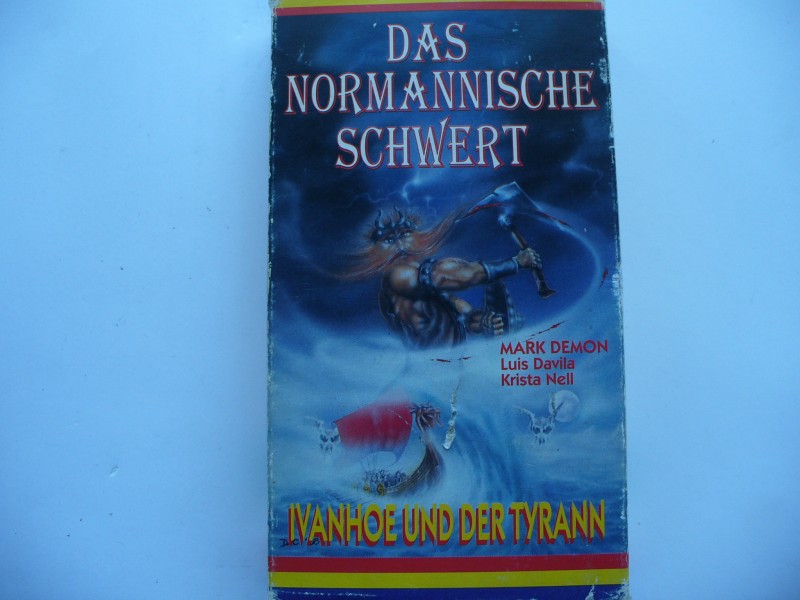 DAS
NORMANNISCHE
SCHWERT
MARK DEMON
Luis Davila
Krista Nell
IVANHOE UND DER TYRANN